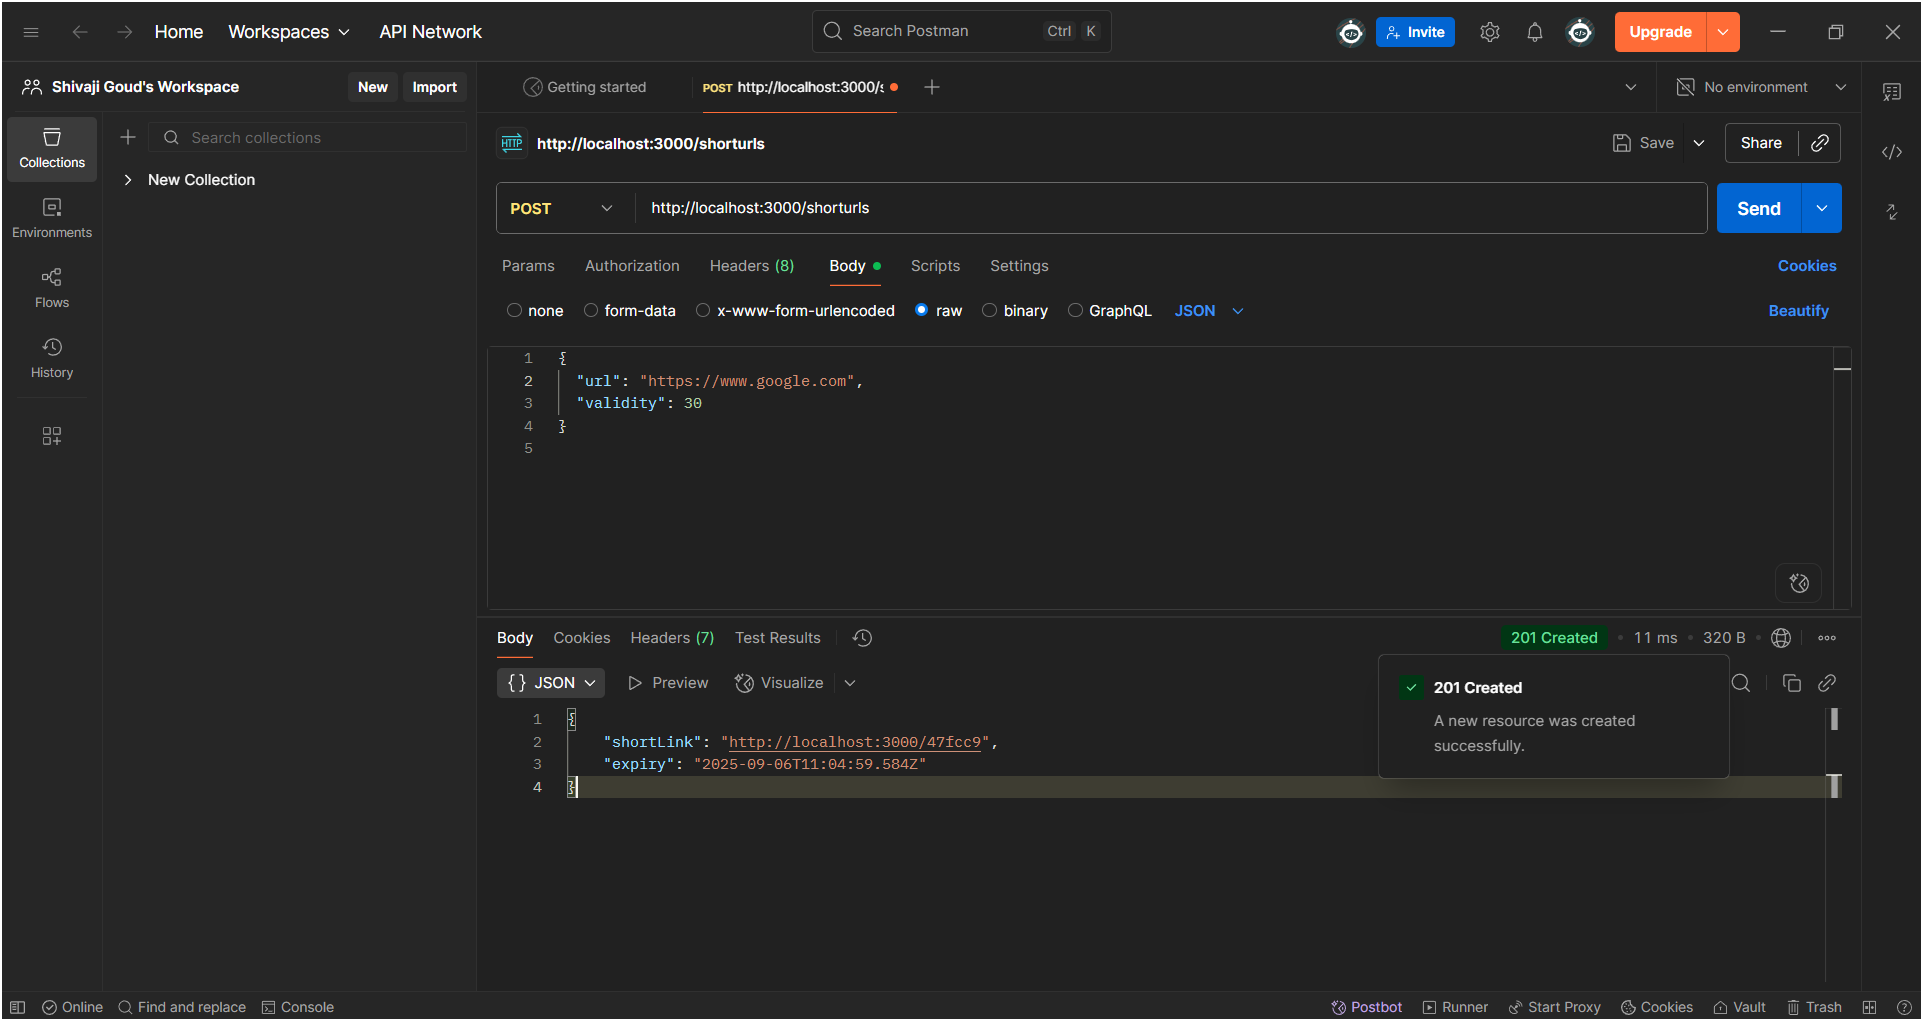 Home Workspaces API Network Search Postman Ctrl K Invite Upgrade
Shivaji Goud's Workspace New Import
Getting started POST http://localhost:3000/s No environment
Collections
Search collections
New Collection
Environments
Flows
History
HTTP http://localhost:3000/shorturls Save Share
POST http://localhost:3000/shorturls Send
Params Authorization Headers (8) Body Scripts Settings Cookies
none form-data x-www-form-urlencoded raw binary GraphQL JSON Beautify
1 {
2 "url": "https://www.google.com",
3 "validity": 30
4 }
5
Body Cookies Headers (7) Test Results 201 Created • 11 ms • 320 B •
{} JSON Preview Visualize
201 Created
A new resource was created
successfully.
1 {
2 "shortLink": "http://localhost:3000/47fcc9",
3 "expiry": "2025-09-06T11:04:59.584Z"
4 }
Online Find and replace Console Postbot Runner Start Proxy Cookies Vault Trash